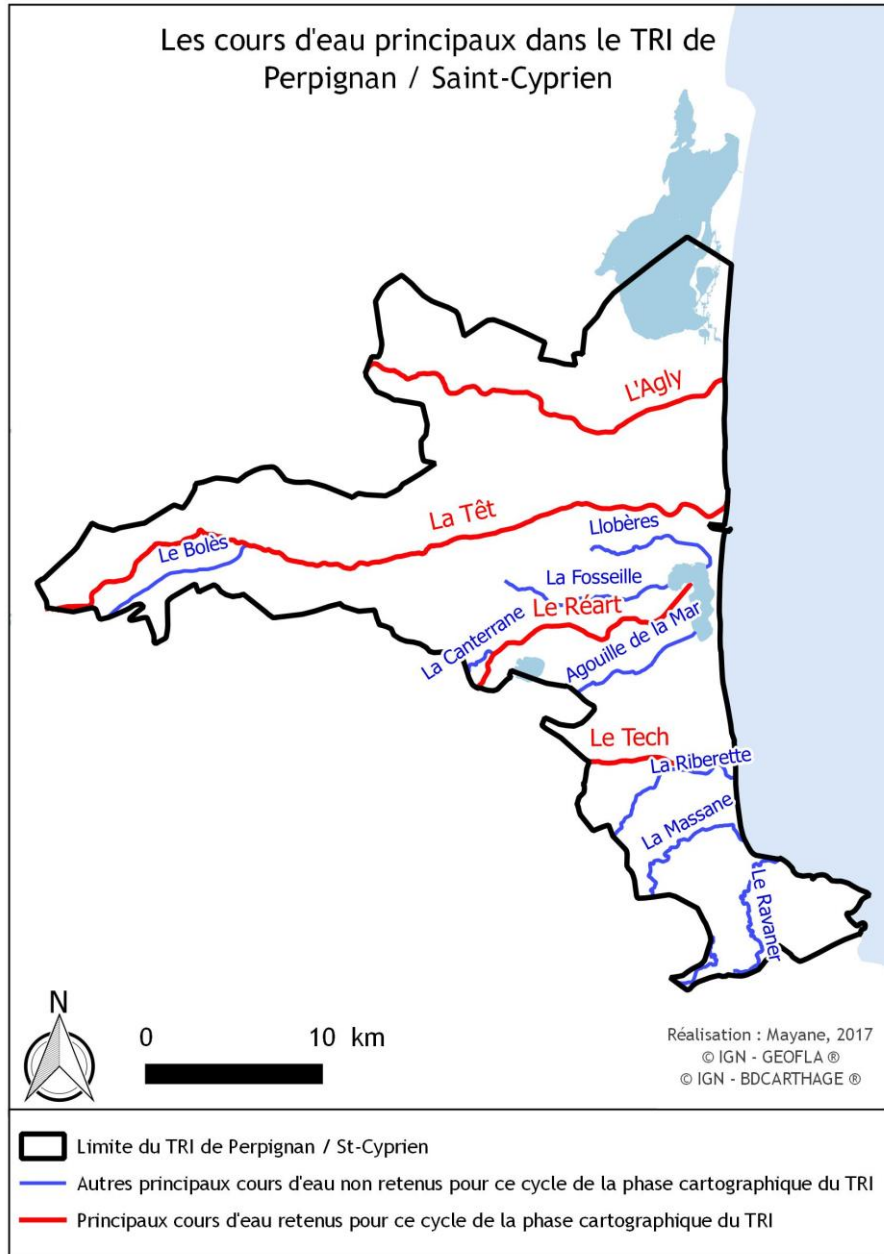 Les cours d'eau principaux dans le TRI de
Perpignan / Saint-Cyprien
L'Agly
La Têt
Llobères
Le Bolès
La Fosseille
Le Réart
La Canterrane
Agouille de la Mar
Le Tech
La Riberette
La Massane
Le Ravaner
N
0 10 km
Réalisation : Mayane, 2017
© IGN - GEOFLA ®
© IGN - BDCARTHAGE ®
Limite du TRI de Perpignan / St-Cyprien
Autres principaux cours d'eau non retenus pour ce cycle de la phase cartographique du TRI
Principaux cours d'eau retenus pour ce cycle de la phase cartographique du TRI